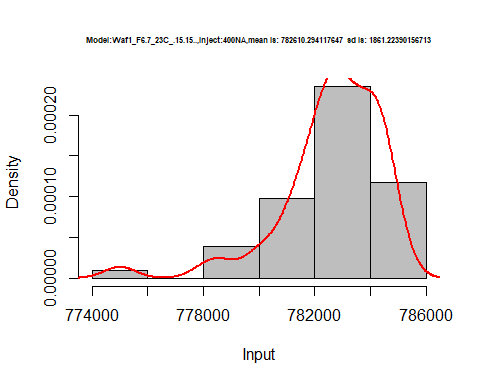 Model:Waf1_F6.7_23C_.15.15..,Inject:400NA,mean is: 782610.294117647 sd is: 1861.22390156713
Density
0.00020
0.00010
0.00000
774000 778000 782000 786000
Input